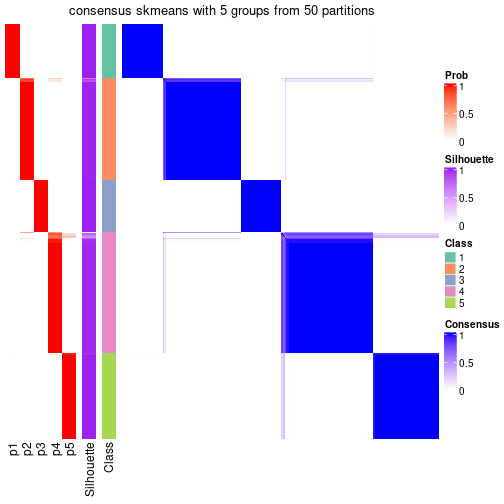 consensus skmeans with 5 groups from 50 partitions
Prob
1
0.5
0
Silhouette
1
0.5
0
Class
1
2
3
4
5
Consensus
1
0.5
0
p1
p2
p3
p4
p5
Silhouette
Class